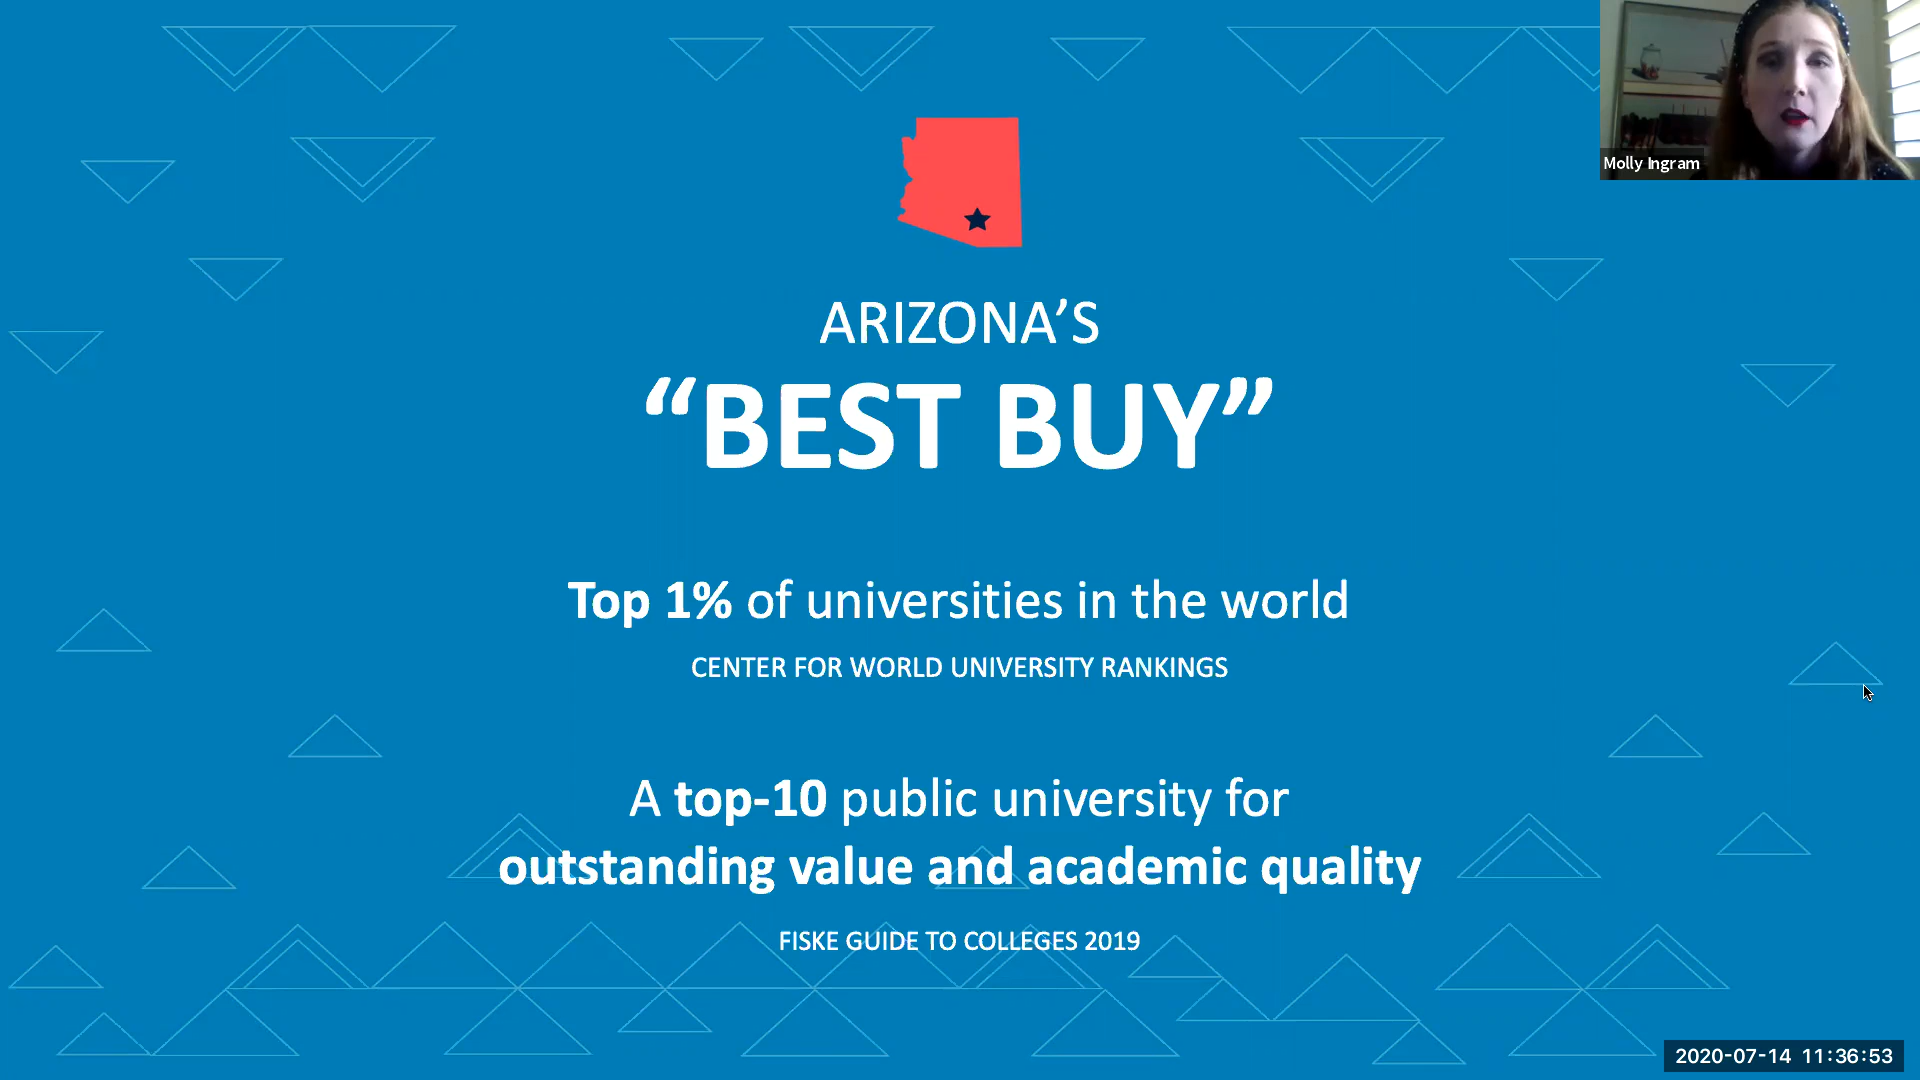 Molly Ingram
ARIZONA’S
“BEST BUY”
Top 1% of universities in the world
CENTER FOR WORLD UNIVERSITY RANKINGS
A top-10 public university for
outstanding value and academic quality
FISKE GUIDE TO COLLEGES 2019
2020-07-14 11:36:53